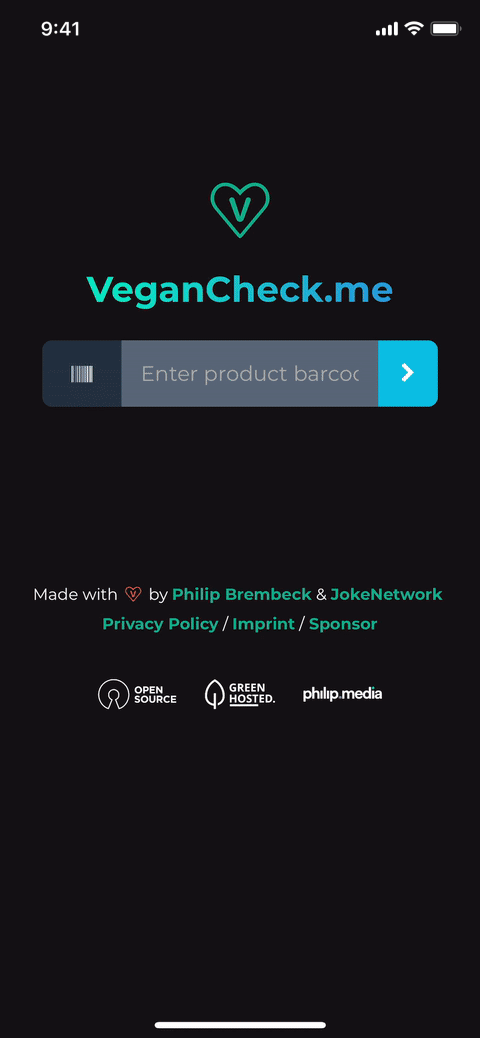 9:41
V
VeganCheck.me
Enter product barcod
Made with V by Philip Brembeck & JokeNetwork
Privacy Policy / Imprint / Sponsor
OPEN SOURCE
GREEN HOSTED.
philip.media